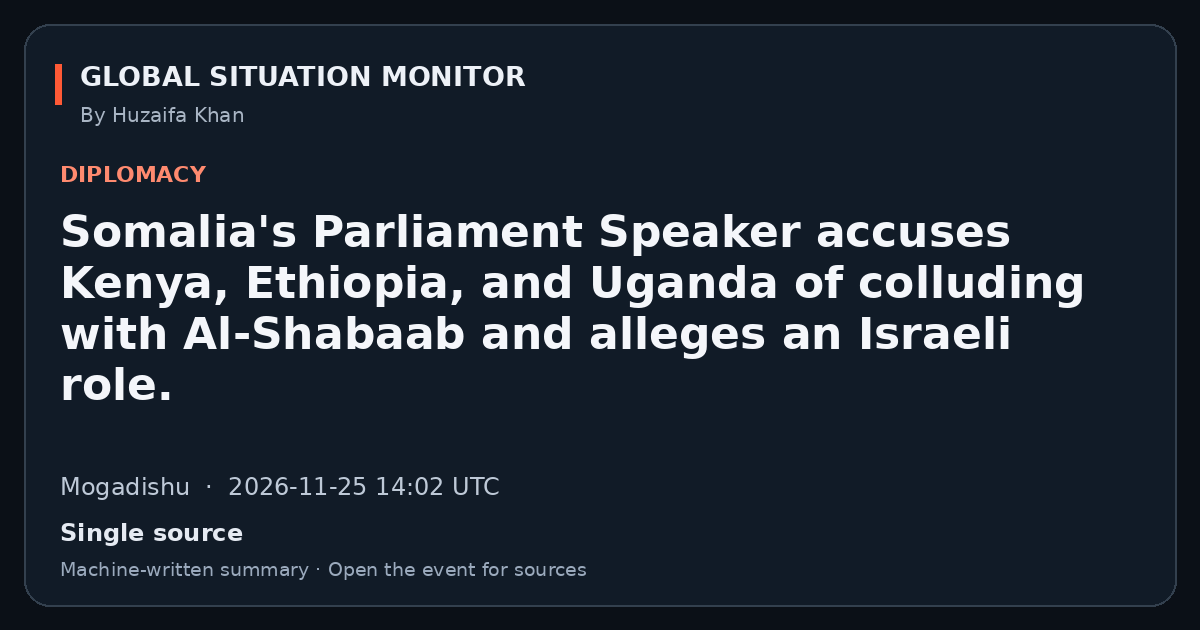 GLOBAL SITUATION MONITOR
By Huzaifa Khan
DIPLOMACY
Somalia's Parliament Speaker accuses
Kenya, Ethiopia, and Uganda of colluding
with Al-Shabaab and alleges an Israeli
role.
Mogadishu · 2026-11-25 14:02 UTC
Single source
Machine-written summary · Open the event for sources